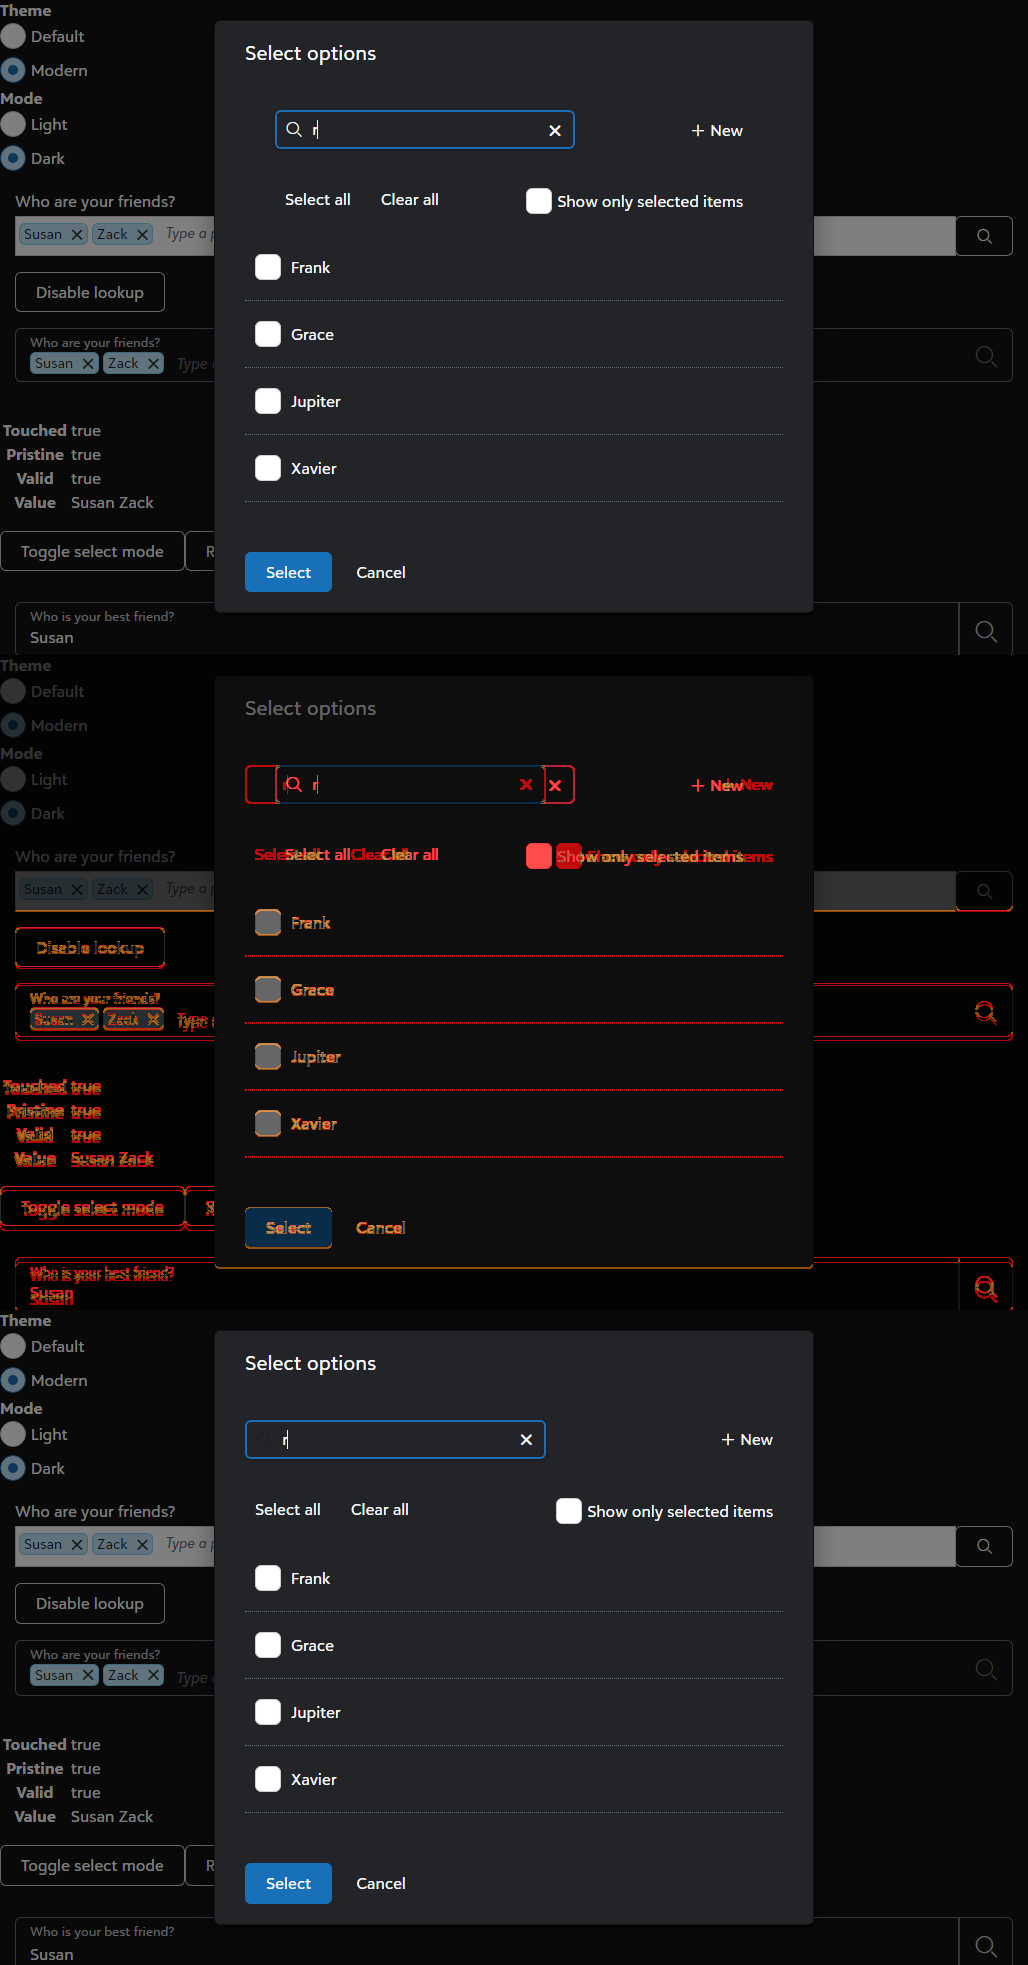 Theme
Default
Modern
Mode
Light
Dark
Who are your friends?
Susan Zack Type a
Disable lookup
Who are your friends?
Susan Zack Type
Touched true
Pristine true
Valid true
Value Susan Zack
Toggle select mode R
Who is your best friend?
Susan
Select options
r
+ New
Select all Clear all Show only selected items
Frank
Grace
Jupiter
Xavier
Select Cancel
Theme
Default
Modern
Mode
Light
Dark
Who are your friends?
Susan Zack Type a
Disable lookup
Who are your friends?
Susan Zack Type
Touched true
Pristine true
Valid true
Value Susan Zack
Toggle select mode
Who is your best friend?
Susan
Select options
r
+ New
Select all Clear all Show only selected items
Frank
Grace
Jupiter
Xavier
Select Cancel
Theme
Default
Modern
Mode
Light
Dark
Who are your friends?
Susan Zack Type a
Disable lookup
Who are your friends?
Susan Zack Type
Touched true
Pristine true
Valid true
Value Susan Zack
Toggle select mode R
Who is your best friend?
Susan
Select options
r
+ New
Select all Clear all Show only selected items
Frank
Grace
Jupiter
Xavier
Select Cancel